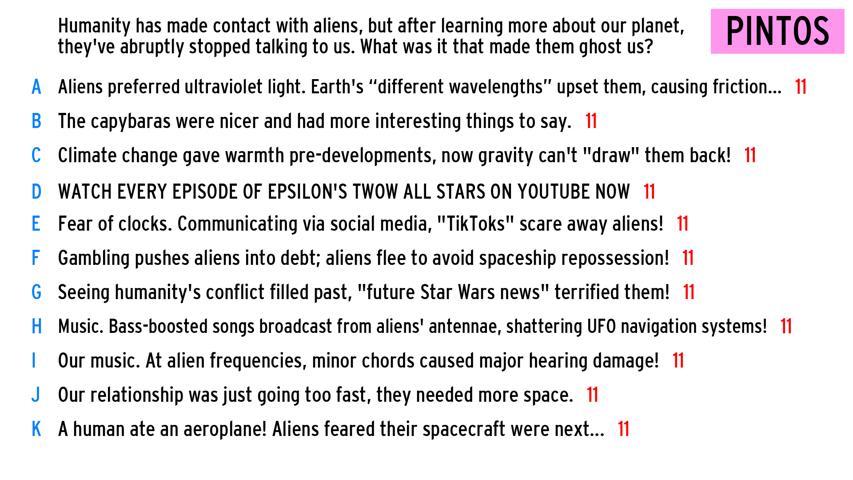 Humanity has made contact with aliens, but after learning more about our planet,
they've abruptly stopped talking to us. What was it that made them ghost us?
PINTOS
A Aliens preferred ultraviolet light. Earth's “different wavelengths” upset them, causing friction... 11
B The capybaras were nicer and had more interesting things to say. 11
C Climate change gave warmth pre-developments, now gravity can't "draw" them back! 11
D WATCH EVERY EPISODE OF EPSILON'S TWOW ALL STARS ON YOUTUBE NOW 11
E Fear of clocks. Communicating via social media, "TikToks" scare away aliens! 11
F Gambling pushes aliens into debt; aliens flee to avoid spaceship repossession! 11
G Seeing humanity's conflict filled past, "future Star Wars news" terrified them! 11
H Music. Bass-boosted songs broadcast from aliens' antennae, shattering UFO navigation systems! 11
I Our music. At alien frequencies, minor chords caused major hearing damage! 11
J Our relationship was just going too fast, they needed more space. 11
K A human ate an aeroplane! Aliens feared their spacecraft were next... 11